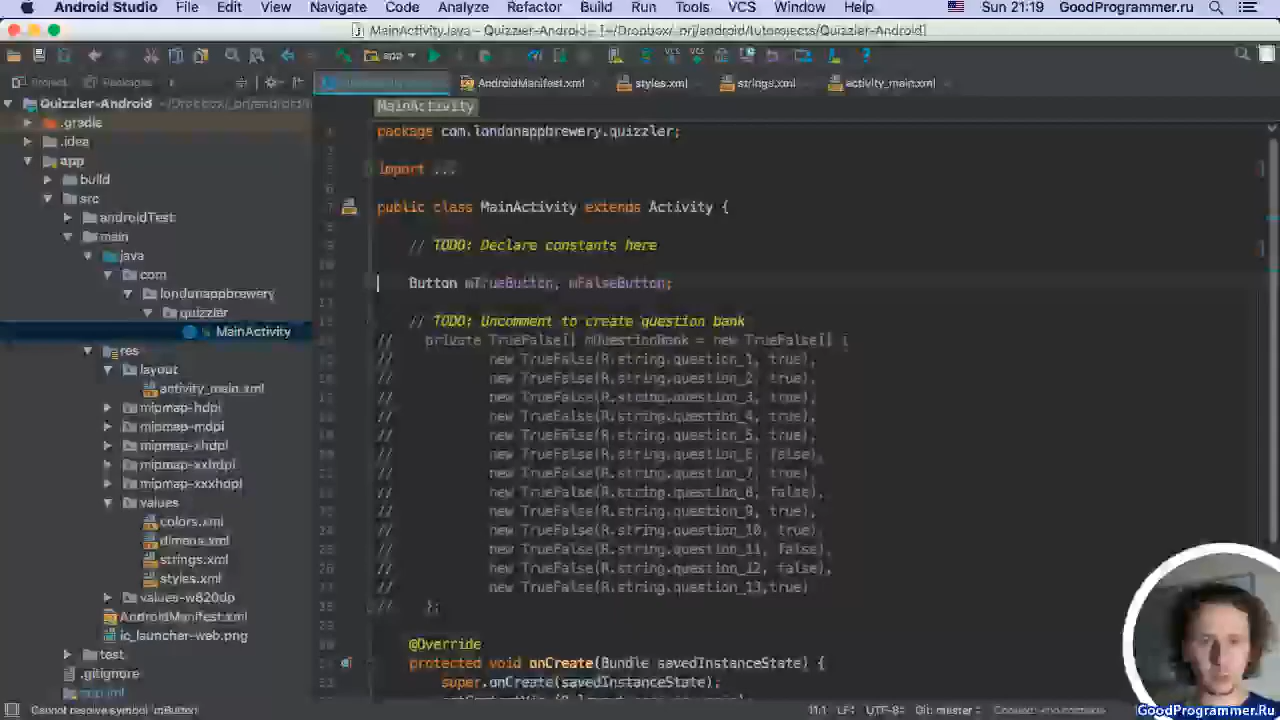 Android Studio File Edit View Navigate Code Analyze Refactor Build Run Tools VCS Window Help Sun 21:19 GoodProgrammer.ru
MainActivity.java - Quizzler-Android - [~/Dropbox/_prj/android/tutorojects/Quizzler-Android]
app
Project Packages AndroidManifest.xml styles.xml strings.xml activity_main.xml
Quizzler-Android ~/Dropbox/_prj/android/
.gradle
.idea
app
build
src
androidTest
main
java
com
londonappbrewery
quizzler
MainActivity
res
layout
activity_main.xml
mipmap-hdpi
mipmap-mdpi
mipmap-xhdpi
mipmap-xxhdpi
mipmap-xxxhdpi
values
colors.xml
dimens.xml
strings.xml
styles.xml
values-w820dp
AndroidManifest.xml
ic_launcher-web.png
test
.gitignore
app.iml
MainActivity
package com.londonappbrewery.quizzler;
import ...
public class MainActivity extends Activity {
// TODO: Declare constants here
Button mTrueButton, mFalseButton;
// TODO: Uncomment to create question bank
// private TrueFalse[] mQuestionBank = new TrueFalse[] {
// new TrueFalse(R.string.question_1, true),
// new TrueFalse(R.string.question_2, true),
// new TrueFalse(R.string.question_3, true),
// new TrueFalse(R.string.question_4, true),
// new TrueFalse(R.string.question_5, true),
// new TrueFalse(R.string.question_6, false),
// new TrueFalse(R.string.question_7, true),
// new TrueFalse(R.string.question_8, false),
// new TrueFalse(R.string.question_9, true),
// new TrueFalse(R.string.question_10, true),
// new TrueFalse(R.string.question_11, false),
// new TrueFalse(R.string.question_12, false),
// new TrueFalse(R.string.question_13,true)
// };
@Override
protected void onCreate(Bundle savedInstanceState) {
super.onCreate(savedInstanceState);
Cannot resolve symbol 'mButton' 11:1 LF: UTF-8: Git: master: Context: <no context>
GoodProgrammer.Ru